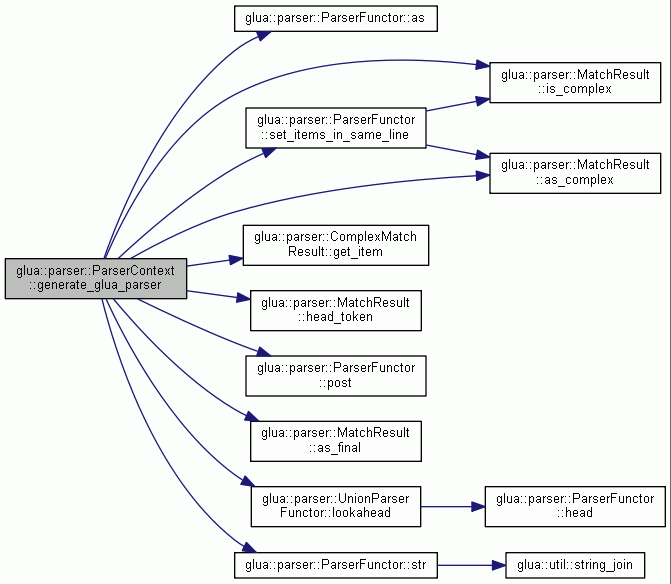 glua::parser::ParserFunctor::as
glua::parser::MatchResult
::is_complex
glua::parser::ParserFunctor
::set_items_in_same_line
glua::parser::MatchResult
::as_complex
glua::parser::ComplexMatch
Result::get_item
glua::parser::ParserContext
::generate_glua_parser
glua::parser::MatchResult
::head_token
glua::parser::ParserFunctor
::post
glua::parser::MatchResult
::as_final
glua::parser::UnionParser
Functor::lookahead
glua::parser::ParserFunctor
::head
glua::parser::ParserFunctor::str
glua::util::string_join